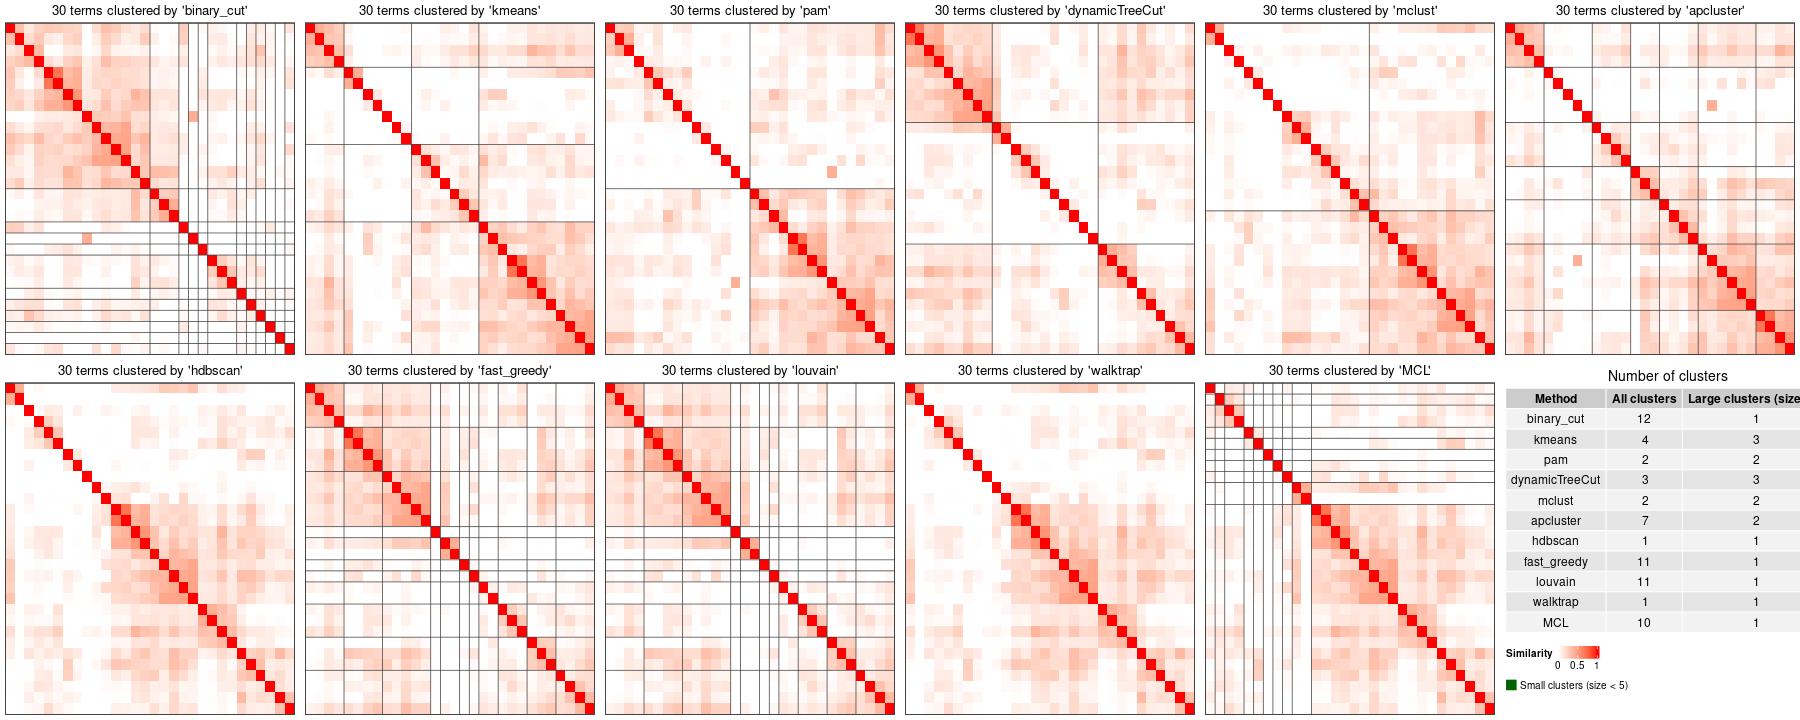 30 terms clustered by 'binary_cut'
30 terms clustered by 'kmeans'
30 terms clustered by 'pam'
30 terms clustered by 'dynamicTreeCut'
30 terms clustered by 'mclust'
30 terms clustered by 'apcluster'
30 terms clustered by 'hdbscan'
30 terms clustered by 'fast_greedy'
30 terms clustered by 'louvain'
30 terms clustered by 'walktrap'
30 terms clustered by 'MCL'
Number of clusters
Method All clusters Large clusters (size
binary_cut 12 1
kmeans 4 3
pam 2 2
dynamicTreeCut 3 3
mclust 2 2
apcluster 7 2
hdbscan 1 1
fast_greedy 11 1
louvain 11 1
walktrap 1 1
MCL 10 1
Similarity
0 0.5 1
Small clusters (size < 5)